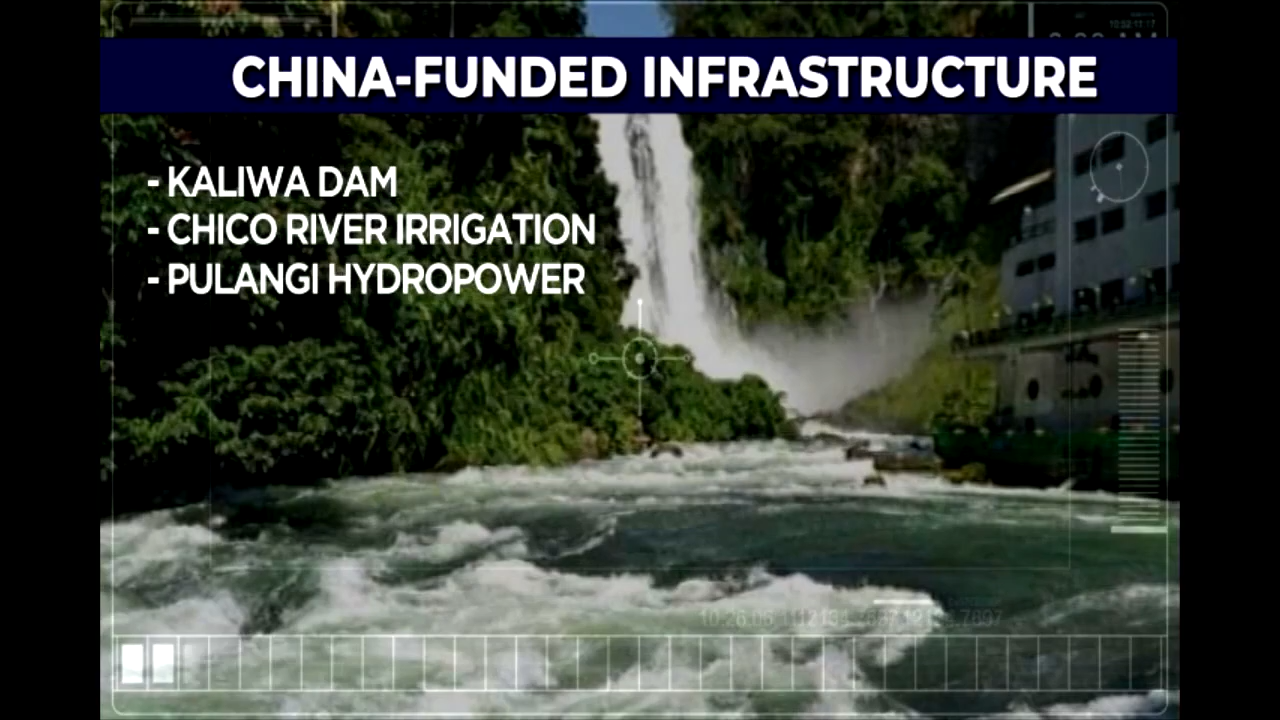 CHINA-FUNDED INFRASTRUCTURE
- KALIWA DAM
- CHICO RIVER IRRIGATION
- PULANGI HYDROPOWER